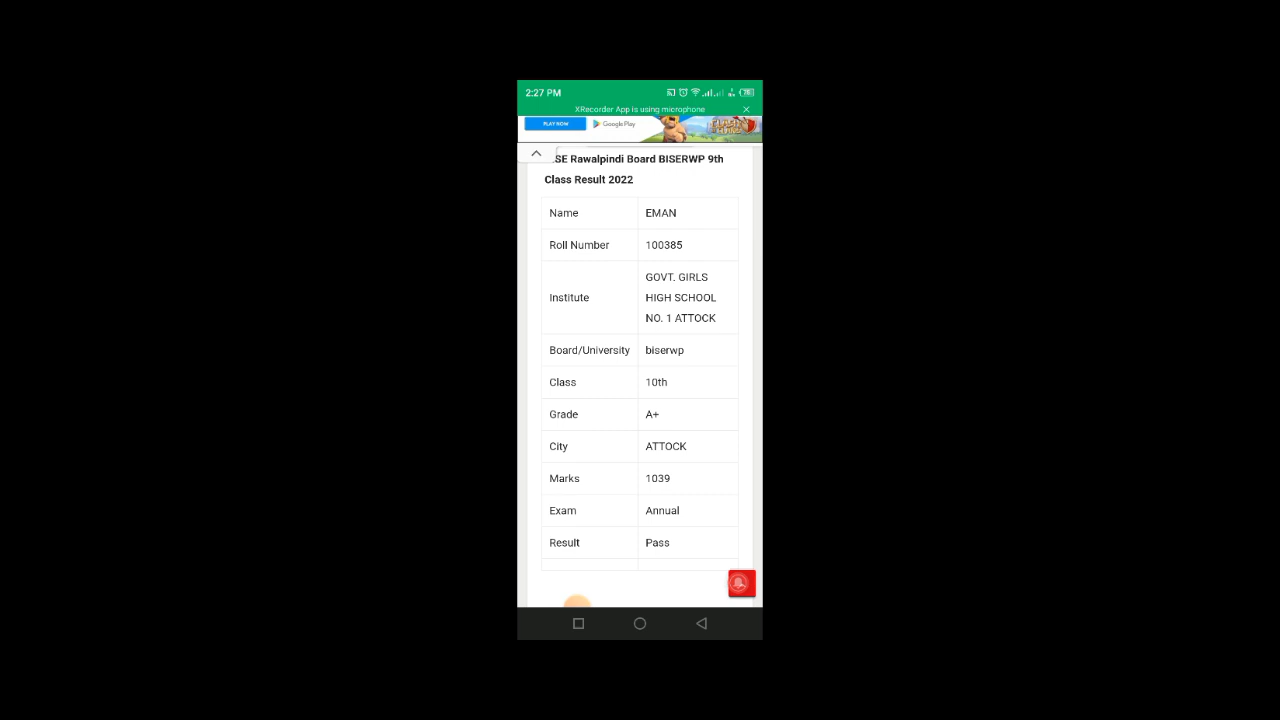 2:27 PM
XRecorder App is using microphone
PLAY NOW
Google Play
SE Rawalpindi Board BISERWP 9th
Class Result 2022
Name EMAN
Roll Number 100385
Institute GOVT. GIRLS
HIGH SCHOOL
NO. 1 ATTOCK
Board/University biserwp
Class 10th
Grade A+
City ATTOCK
Marks 1039
Exam Annual
Result Pass